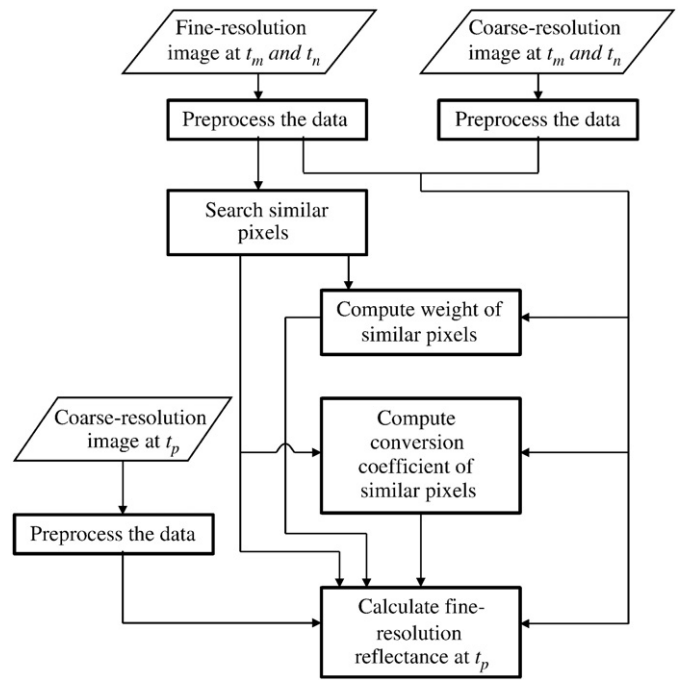 Fine-resolution
image at tm and tn
Coarse-resolution
image at tm and tn
Preprocess the data
Preprocess the data
Search similar
pixels
Compute weight of
similar pixels
Coarse-resolution
image at tp
Compute
conversion
coefficient of
similar pixels
Preprocess the data
Calculate fine-
resolution
reflectance at tp